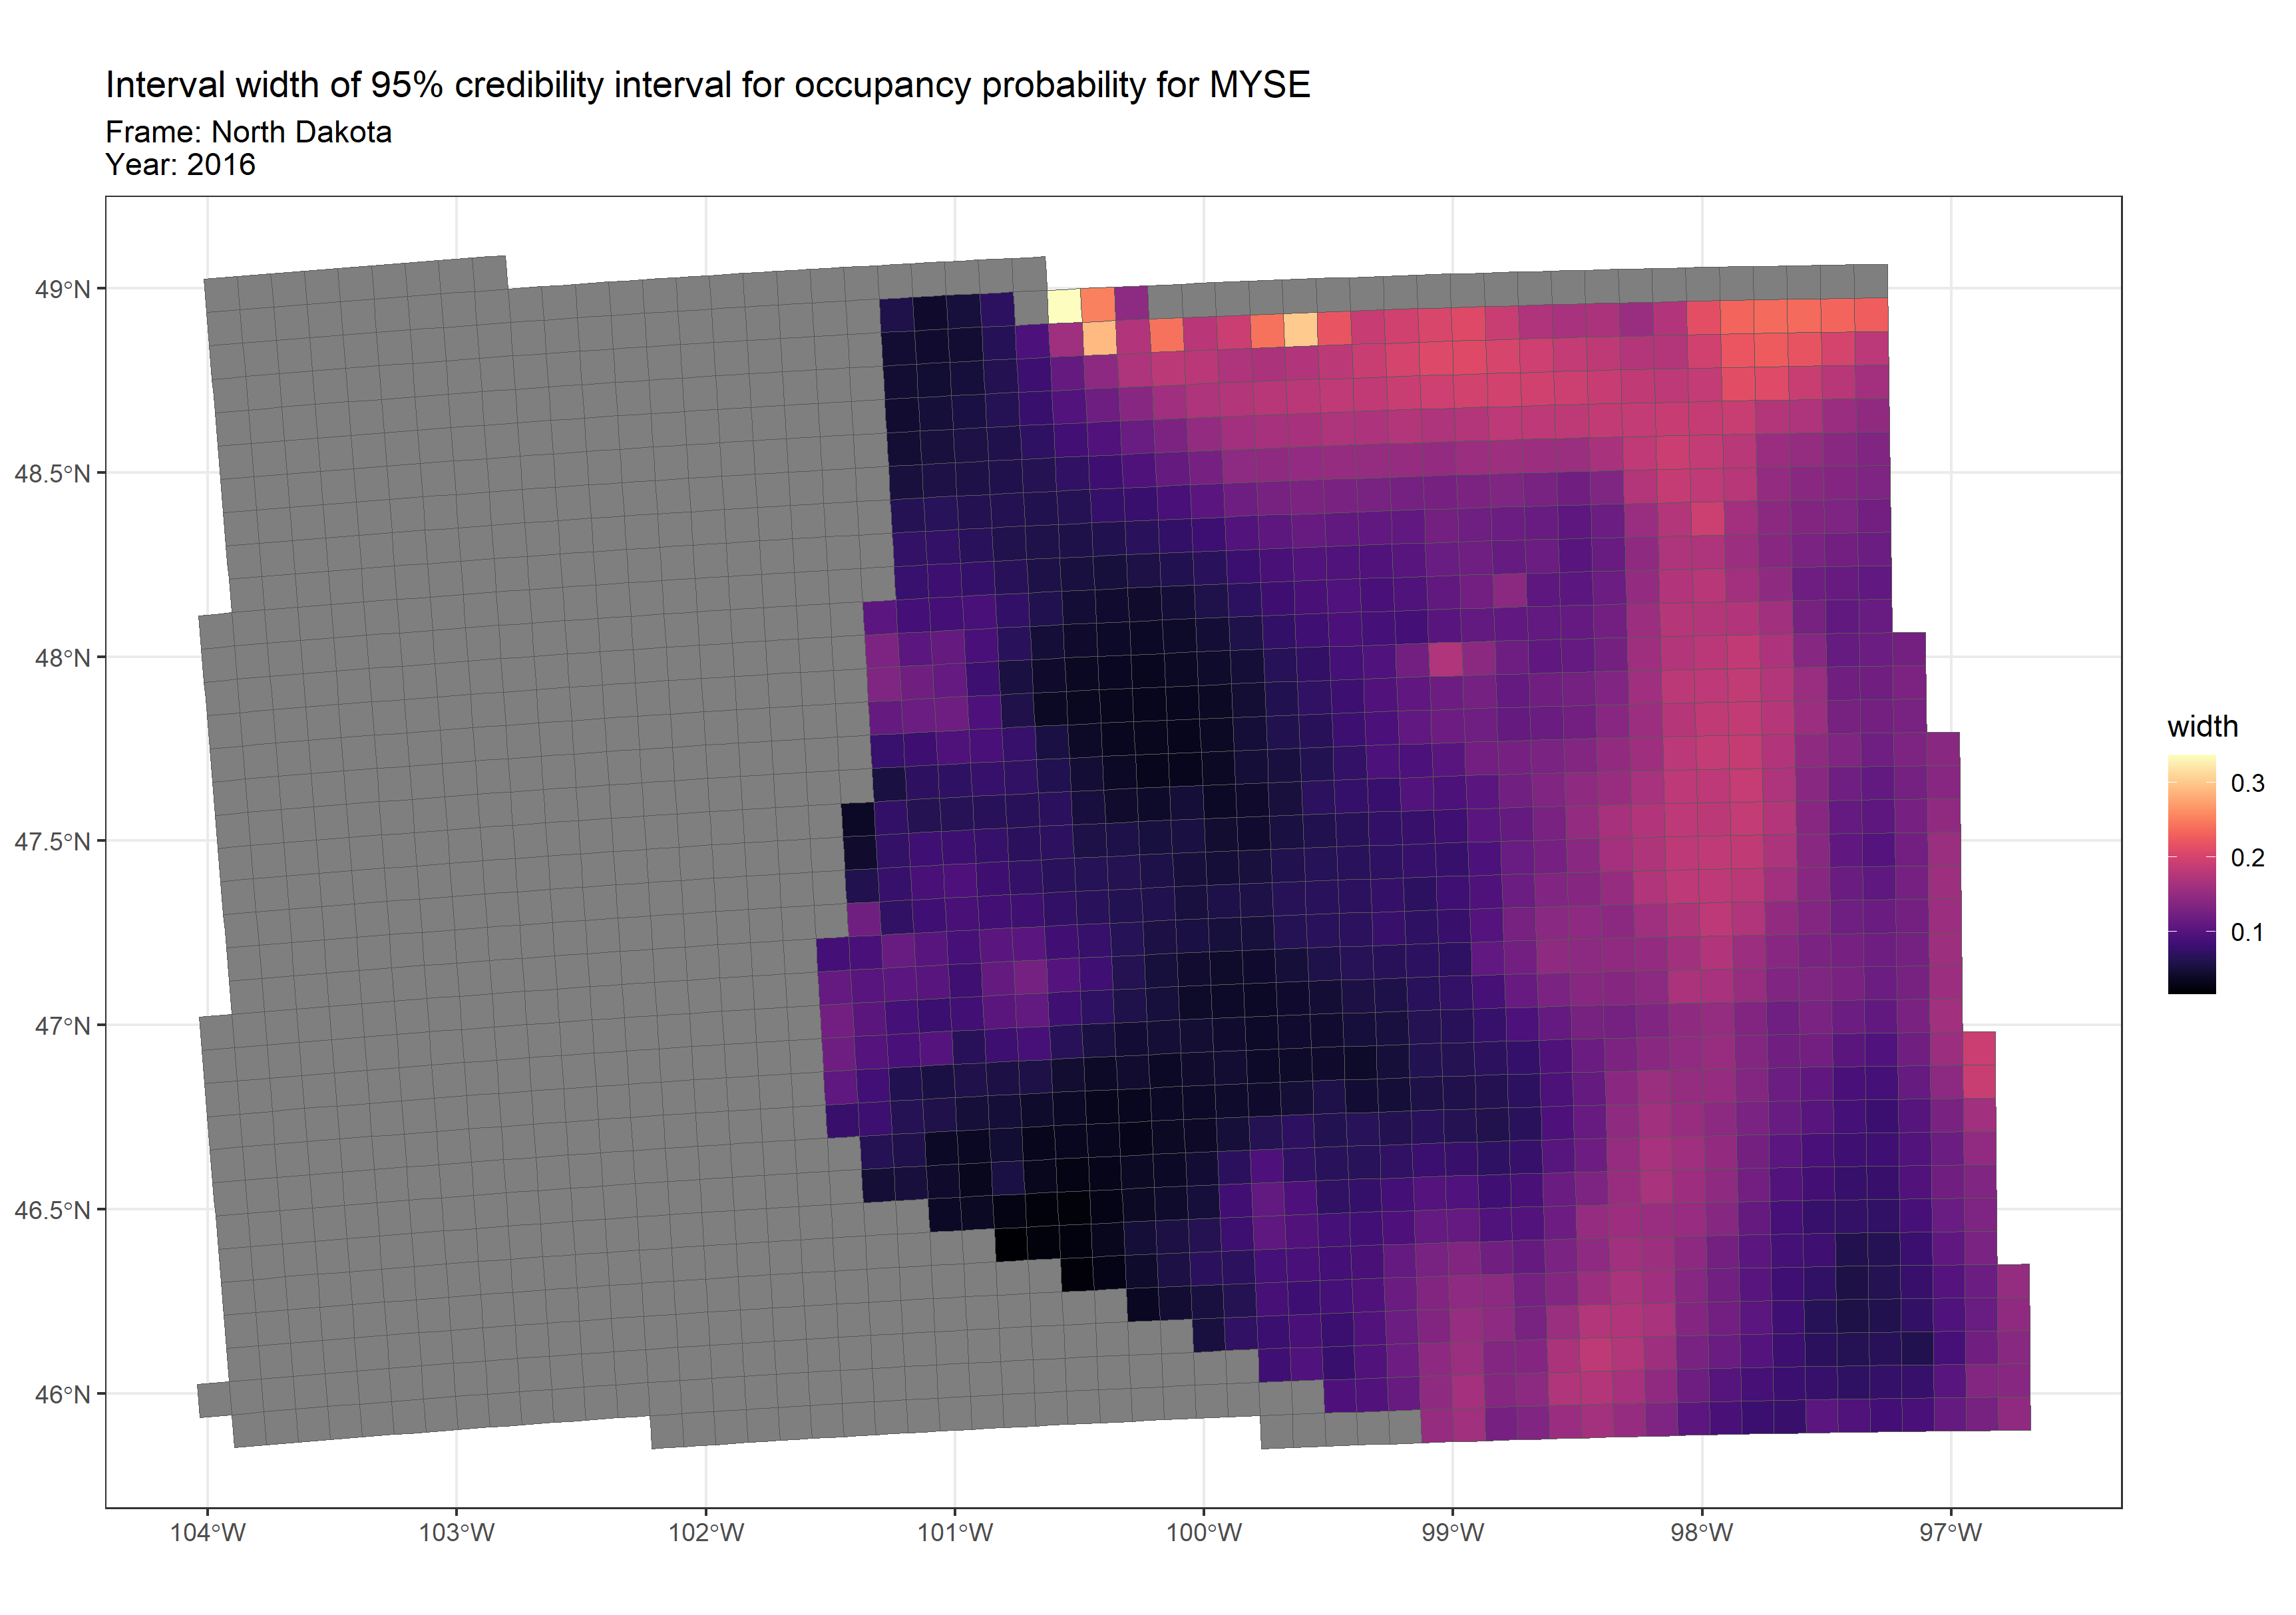 Interval width of 95% credibility interval for occupancy probability for MYSE
Frame: North Dakota
Year: 2016
49°N
48.5°N
48°N
47.5°N
47°N
46.5°N
46°N
104°W
103°W
102°W
101°W
100°W
99°W
98°W
97°W
width
0.3
0.2
0.1